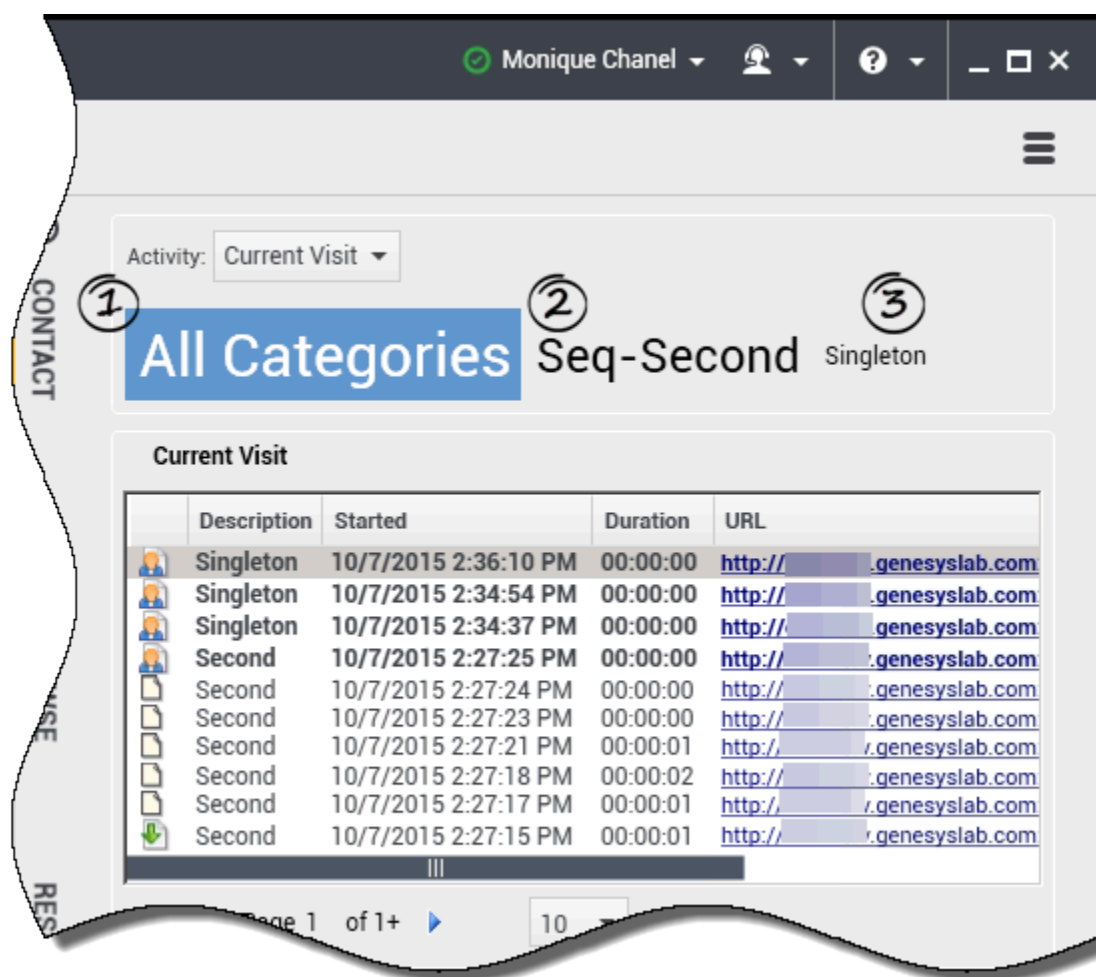 Monique Chanel
Activity: Current Visit
1 2 3
All Categories Seq-Second Singleton
CONTACT
Current Visit
Description Started Duration URL
Singleton 10/7/2015 2:36:10 PM 00:00:00 http:// .genesyslab.com:
Singleton 10/7/2015 2:34:54 PM 00:00:00 http:// .genesyslab.com
Singleton 10/7/2015 2:34:37 PM 00:00:00 http:// .genesyslab.com
Second 10/7/2015 2:27:25 PM 00:00:00 http:// .genesyslab.com
Second 10/7/2015 2:27:24 PM 00:00:00 http:// .genesyslab.com
Second 10/7/2015 2:27:23 PM 00:00:00 http:// .genesyslab.com
Second 10/7/2015 2:27:21 PM 00:00:01 http:// .genesyslab.com
Second 10/7/2015 2:27:18 PM 00:00:02 http:// .genesyslab.com
Second 10/7/2015 2:27:17 PM 00:00:01 http:// .genesyslab.com
Second 10/7/2015 2:27:15 PM 00:00:01 http:// .genesyslab.com
Page 1 of 1+ 10